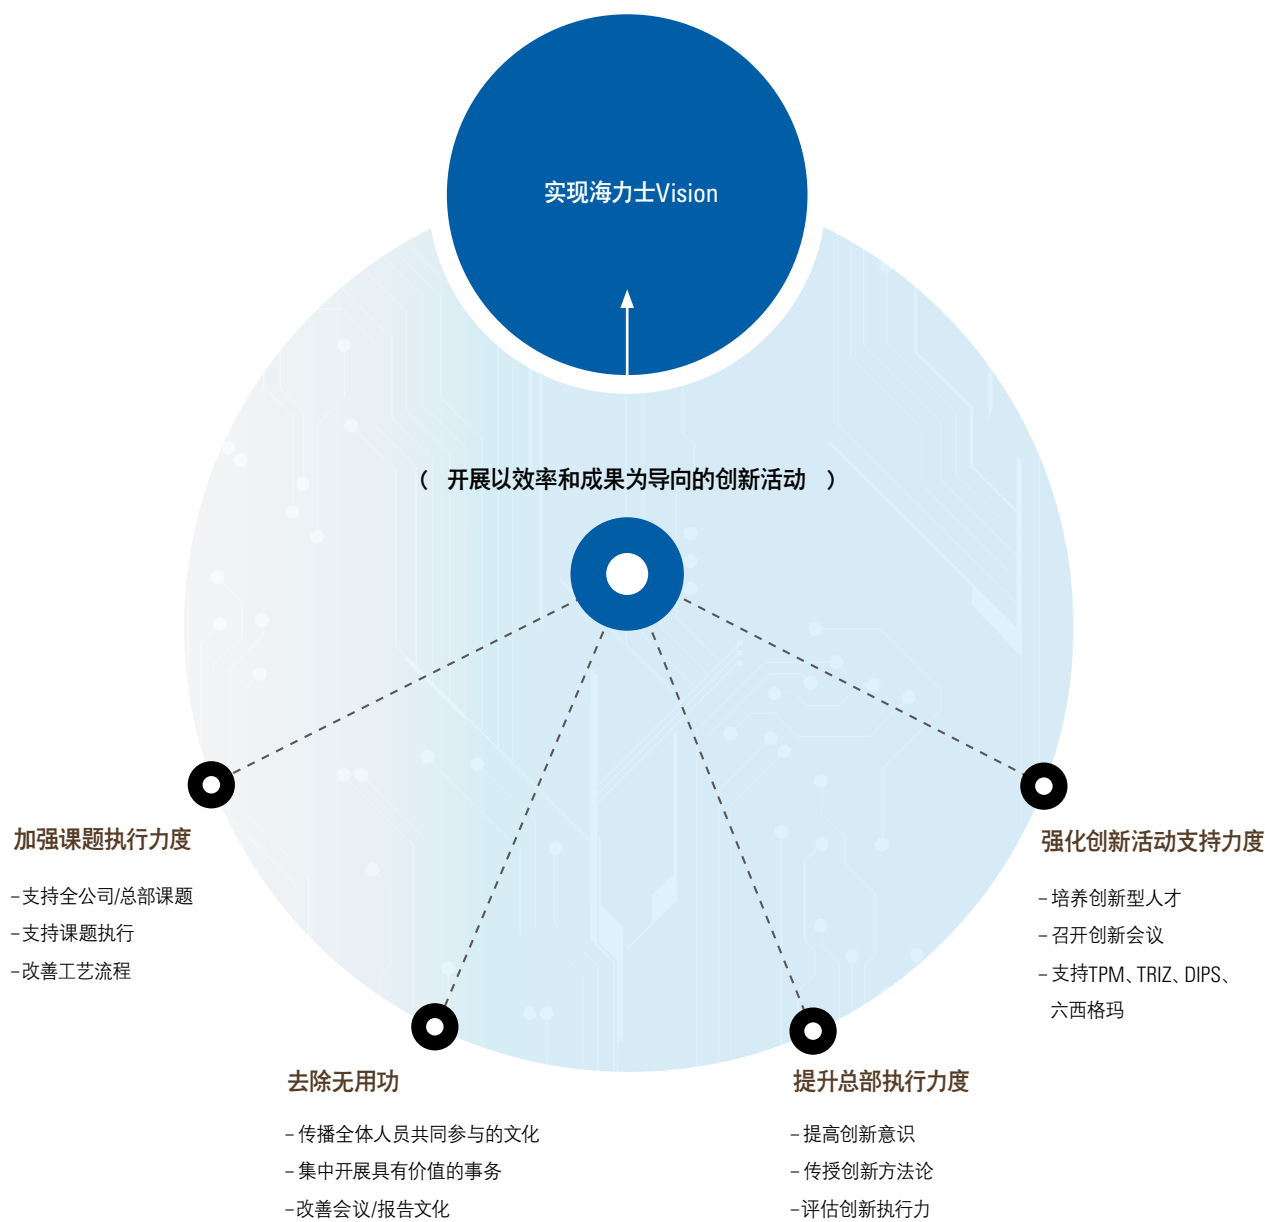 实现海力士Vision
( 开展以效率和成果为导向的创新活动 )
加强课题执行力度
–支持全公司/总部课题
–支持课题执行
–改善工艺流程
去除无用功
– 传播全体人员共同参与的文化
– 集中开展具有价值的事务
–改善会议/报告文化
提升总部执行力度
– 提高创新意识
– 传授创新方法论
–评估创新执行力
强化创新活动支持力度
– 培养创新型人才
– 召开创新会议
– 支持TPM、TRIZ、DIPS、
六西格玛